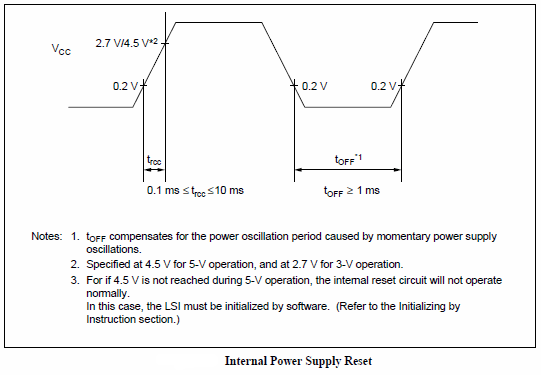 VCC
2.7 V/4.5 V*2
0.2 V
0.2 V
0.2 V
trcc
tOFF*1
0.1 ms ≤ trcc ≤ 10 ms
tOFF ≥ 1 ms
Notes: 1. tOFF compensates for the power oscillation period caused by momentary power supply
oscillations.
2. Specified at 4.5 V for 5-V operation, and at 2.7 V for 3-V operation.
3. For if 4.5 V is not reached during 5-V operation, the internal reset circuit will not operate
normally.
In this case, the LSI must be initialized by software. (Refer to the Initializing by
Instruction section.)
Internal Power Supply Reset